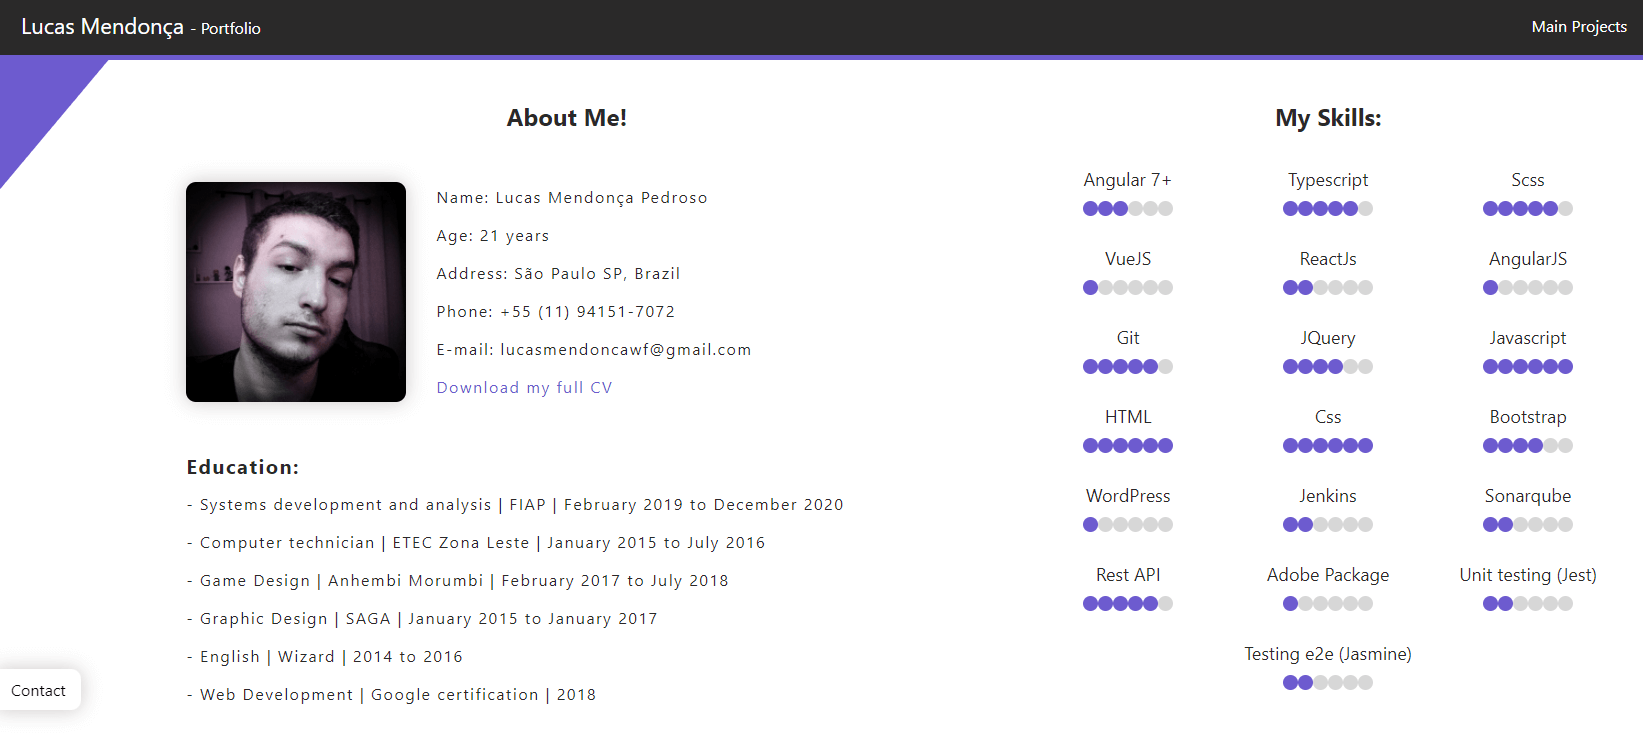 Lucas Mendonça - Portfolio
Main Projects
About Me!
Name: Lucas Mendonça Pedroso
Age: 21 years
Address: São Paulo SP, Brazil
Phone: +55 (11) 94151-7072
E-mail: lucasmendoncawf@gmail.com
Download my full CV
Education:
- Systems development and analysis | FIAP | February 2019 to December 2020
- Computer technician | ETEC Zona Leste | January 2015 to July 2016
- Game Design | Anhembi Morumbi | February 2017 to July 2018
- Graphic Design | SAGA | January 2015 to January 2017
- English | Wizard | 2014 to 2016
- Web Development | Google certification | 2018
Contact
My Skills:
Angular 7+ Typescript Scss
VueJS ReactJs AngularJS
Git JQuery Javascript
HTML Css Bootstrap
WordPress Jenkins Sonarqube
Rest API Adobe Package Unit testing (Jest)
Testing e2e (Jasmine)